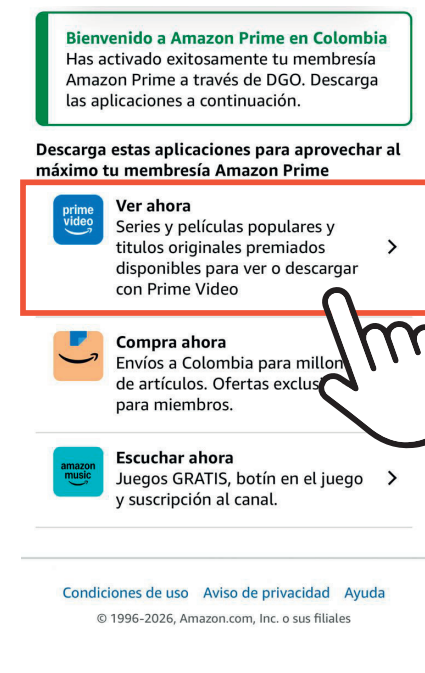 Bienvenido a Amazon Prime en Colombia
Has activado exitosamente tu membresía
Amazon Prime a través de DGO. Descarga
las aplicaciones a continuación.
Descarga estas aplicaciones para aprovechar al
máximo tu membresía Amazon Prime
prime
video
Ver ahora
Series y películas populares y
titulos originales premiados
disponibles para ver o descargar
con Prime Video
Compra ahora
Envíos a Colombia para
de artículos. Ofertas
para miembros.
amazon
music
Escuchar ahora
Juegos GRATIS, botín en el juego
y suscripción al canal.
Condiciones de uso Aviso de privacidad Ayuda
© 1996-2026, Amazon.com, Inc. o sus filiales